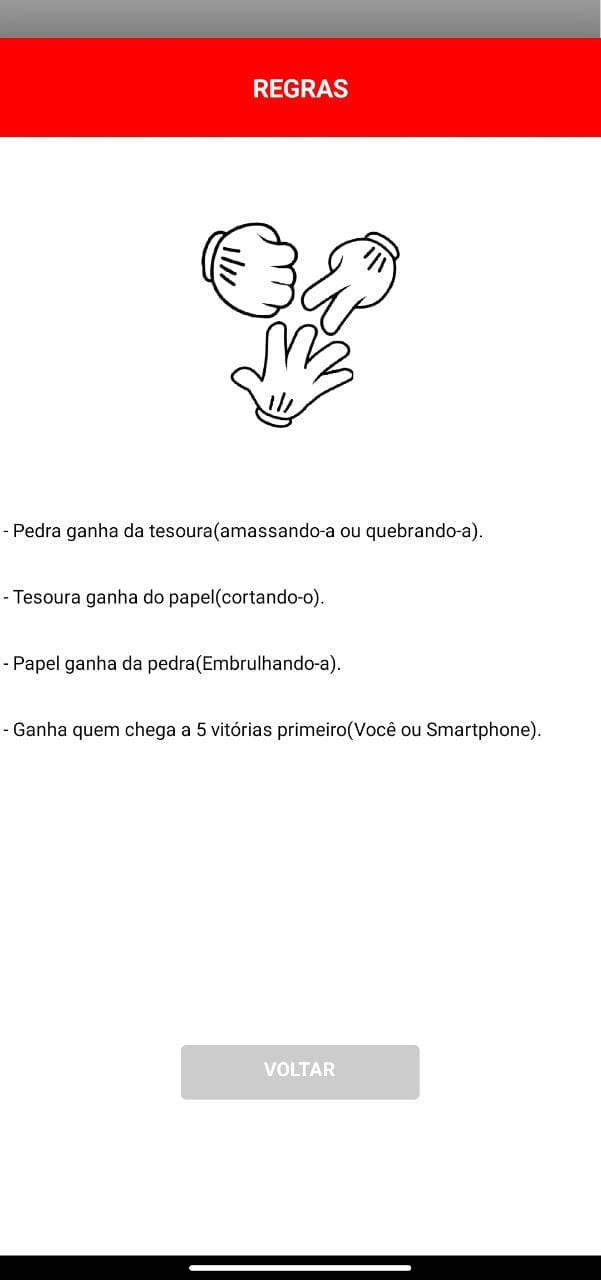 REGRAS
- Pedra ganha da tesoura(amassando-a ou quebrando-a).
- Tesoura ganha do papel(cortando-o).
- Papel ganha da pedra(Embrulhando-a).
- Ganha quem chega a 5 vitórias primeiro(Você ou Smartphone).
VOLTAR